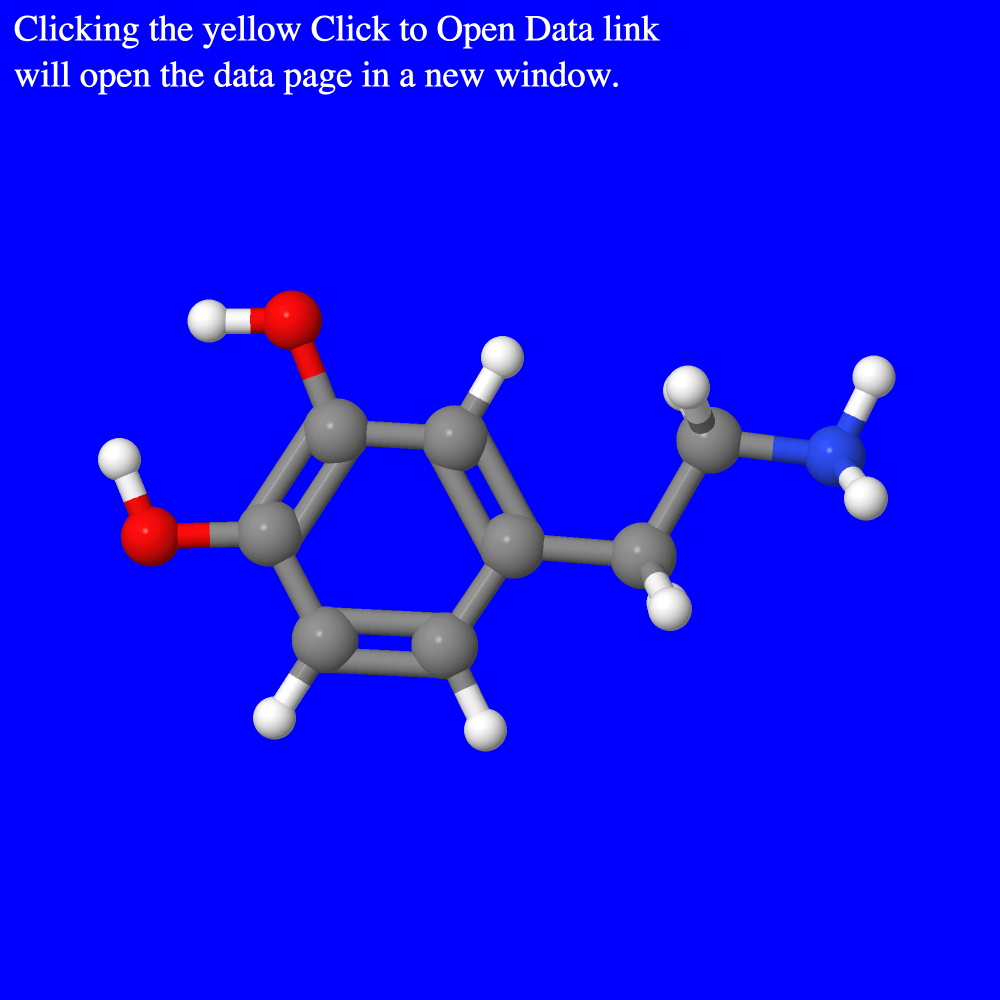 Clicking the yellow Click to Open Data link
will open the data page in a new window.